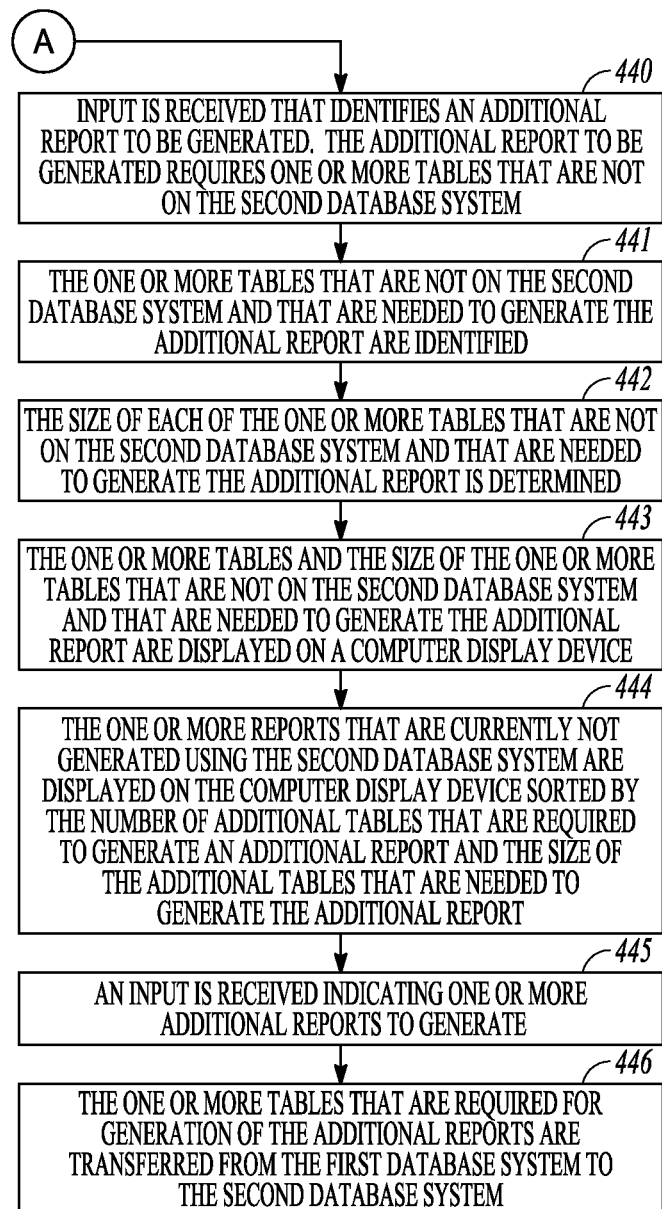 A
440
INPUT IS RECEIVED THAT IDENTIFIES AN ADDITIONAL
REPORT TO BE GENERATED. THE ADDITIONAL REPORT TO BE
GENERATED REQUIRES ONE OR MORE TABLES THAT ARE NOT
ON THE SECOND DATABASE SYSTEM
441
THE ONE OR MORE TABLES THAT ARE NOT ON THE SECOND
DATABASE SYSTEM AND THAT ARE NEEDED TO GENERATE THE
ADDITIONAL REPORT ARE IDENTIFIED
442
THE SIZE OF EACH OF THE ONE OR MORE TABLES THAT ARE NOT
ON THE SECOND DATABASE SYSTEM AND THAT ARE NEEDED
TO GENERATE THE ADDITIONAL REPORT IS DETERMINED
443
THE ONE OR MORE TABLES AND THE SIZE OF THE ONE OR MORE
TABLES THAT ARE NOT ON THE SECOND DATABASE SYSTEM
AND THAT ARE NEEDED TO GENERATE THE ADDITIONAL
REPORT ARE DISPLAYED ON A COMPUTER DISPLAY DEVICE
444
THE ONE OR MORE REPORTS THAT ARE CURRENTLY NOT
GENERATED USING THE SECOND DATABASE SYSTEM ARE
DISPLAYED ON THE COMPUTER DISPLAY DEVICE SORTED BY
THE NUMBER OF ADDITIONAL TABLES THAT ARE REQUIRED
TO GENERATE AN ADDITIONAL REPORT AND THE SIZE OF
THE ADDITIONAL TABLES THAT ARE NEEDED TO
GENERATE THE ADDITIONAL REPORT
445
AN INPUT IS RECEIVED INDICATING ONE OR MORE
ADDITIONAL REPORTS TO GENERATE
446
THE ONE OR MORE TABLES THAT ARE REQUIRED FOR
GENERATION OF THE ADDITIONAL REPORTS ARE
TRANSFERRED FROM THE FIRST DATABASE SYSTEM TO
THE SECOND DATABASE SYSTEM